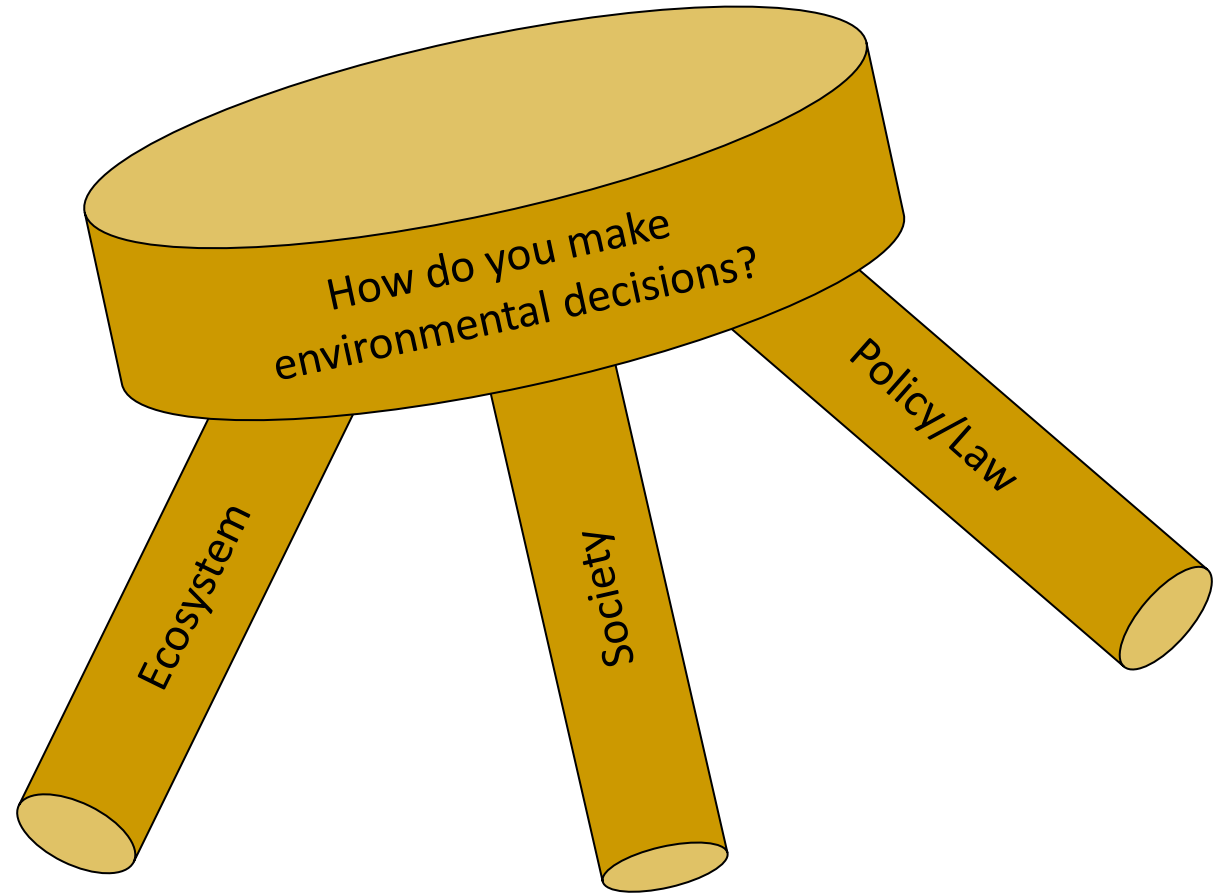 How do you make
environmental decisions?
Ecosystem
Society
Policy/Law